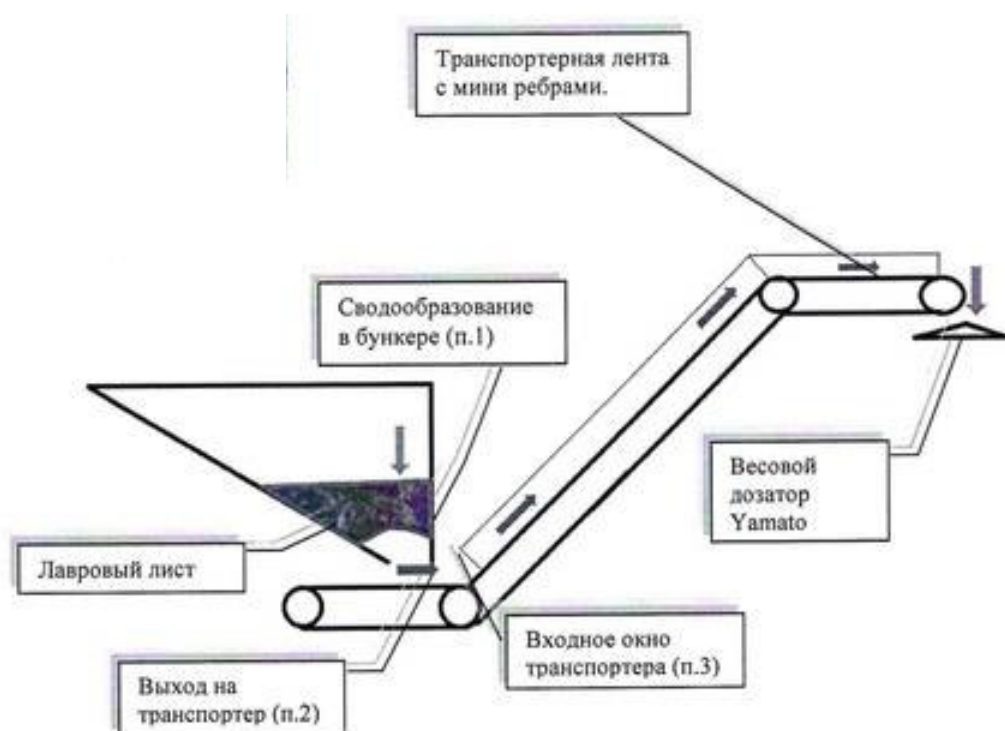 Транспортерная лента
с мини ребрами.
Сводообразование
в бункере (п.1)
Весовой
дозатор
Yamato
Лавровый лист
Входное окно
транспортера (п.3)
Выход на
транспортер (п.2)